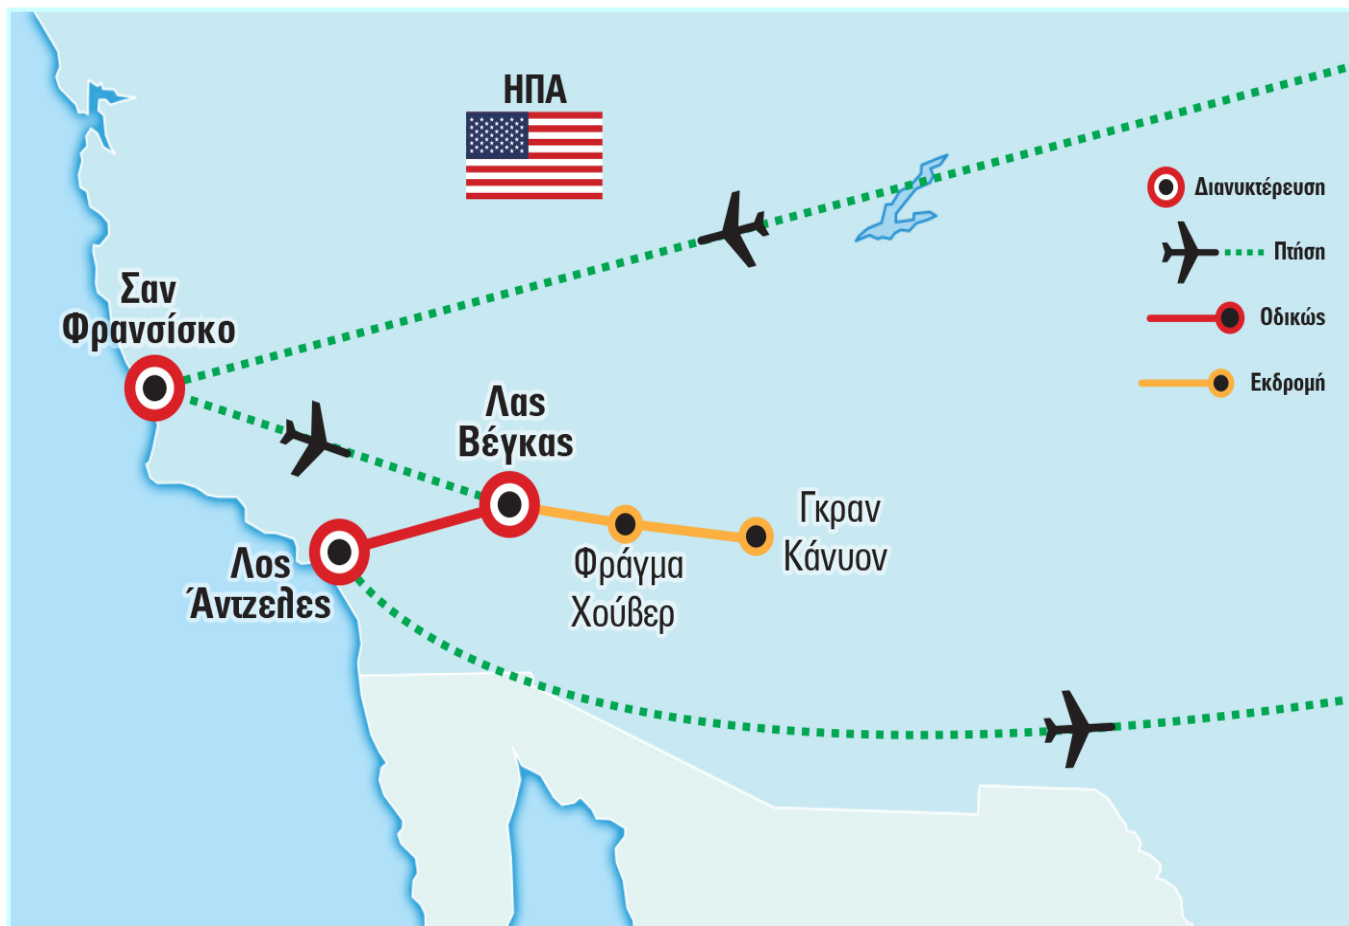 ΗΠΑ
Διανυκτέρευση
Πτήση
Οδικώς
Εκδρομή
Σαν
Φρανσίσκο
Λας
Βέγκας
Γκραν
Κάνυον
Φράγμα
Χούβερ
Λος
Άντζελες